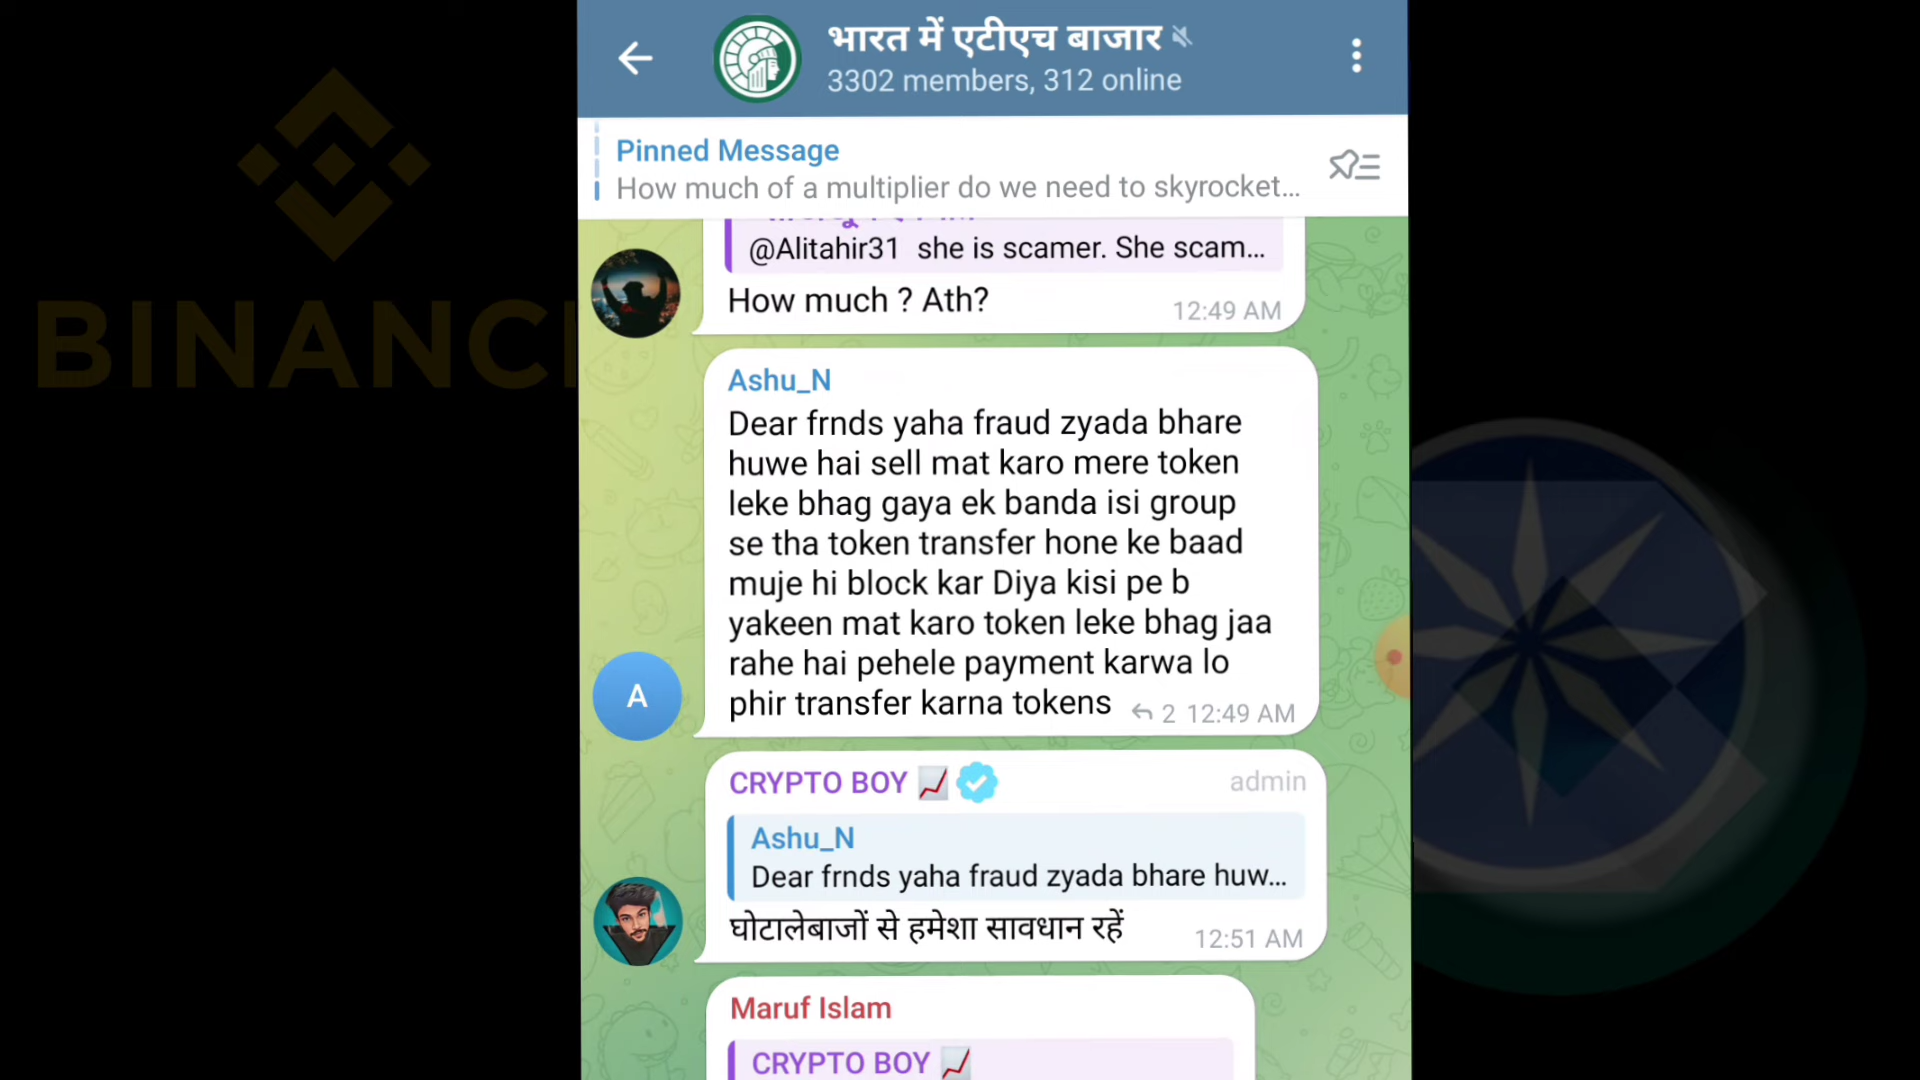 भारत में एटीएच बाजार
3302 members, 312 online
Pinned Message
How much of a multiplier do we need to skyrocket...
@Alitahir31 she is scamer. She scam...
How much ? Ath?
12:49 AM
Ashu_N
Dear frnds yaha fraud zyada bhare
huwe hai sell mat karo mere token
leke bhag gaya ek banda isi group
se tha token transfer hone ke baad
muje hi block kar Diya kisi pe b
yakeen mat karo token leke bhag jaa
rahe hai pehele payment karwa lo
phir transfer karna tokens
2 12:49 AM
A
CRYPTO BOY
admin
Ashu_N
Dear frnds yaha fraud zyada bhare huw...
घोटालेबाजों से हमेशा सावधान रहें
12:51 AM
Maruf Islam
CRYPTO BOY
BINANC